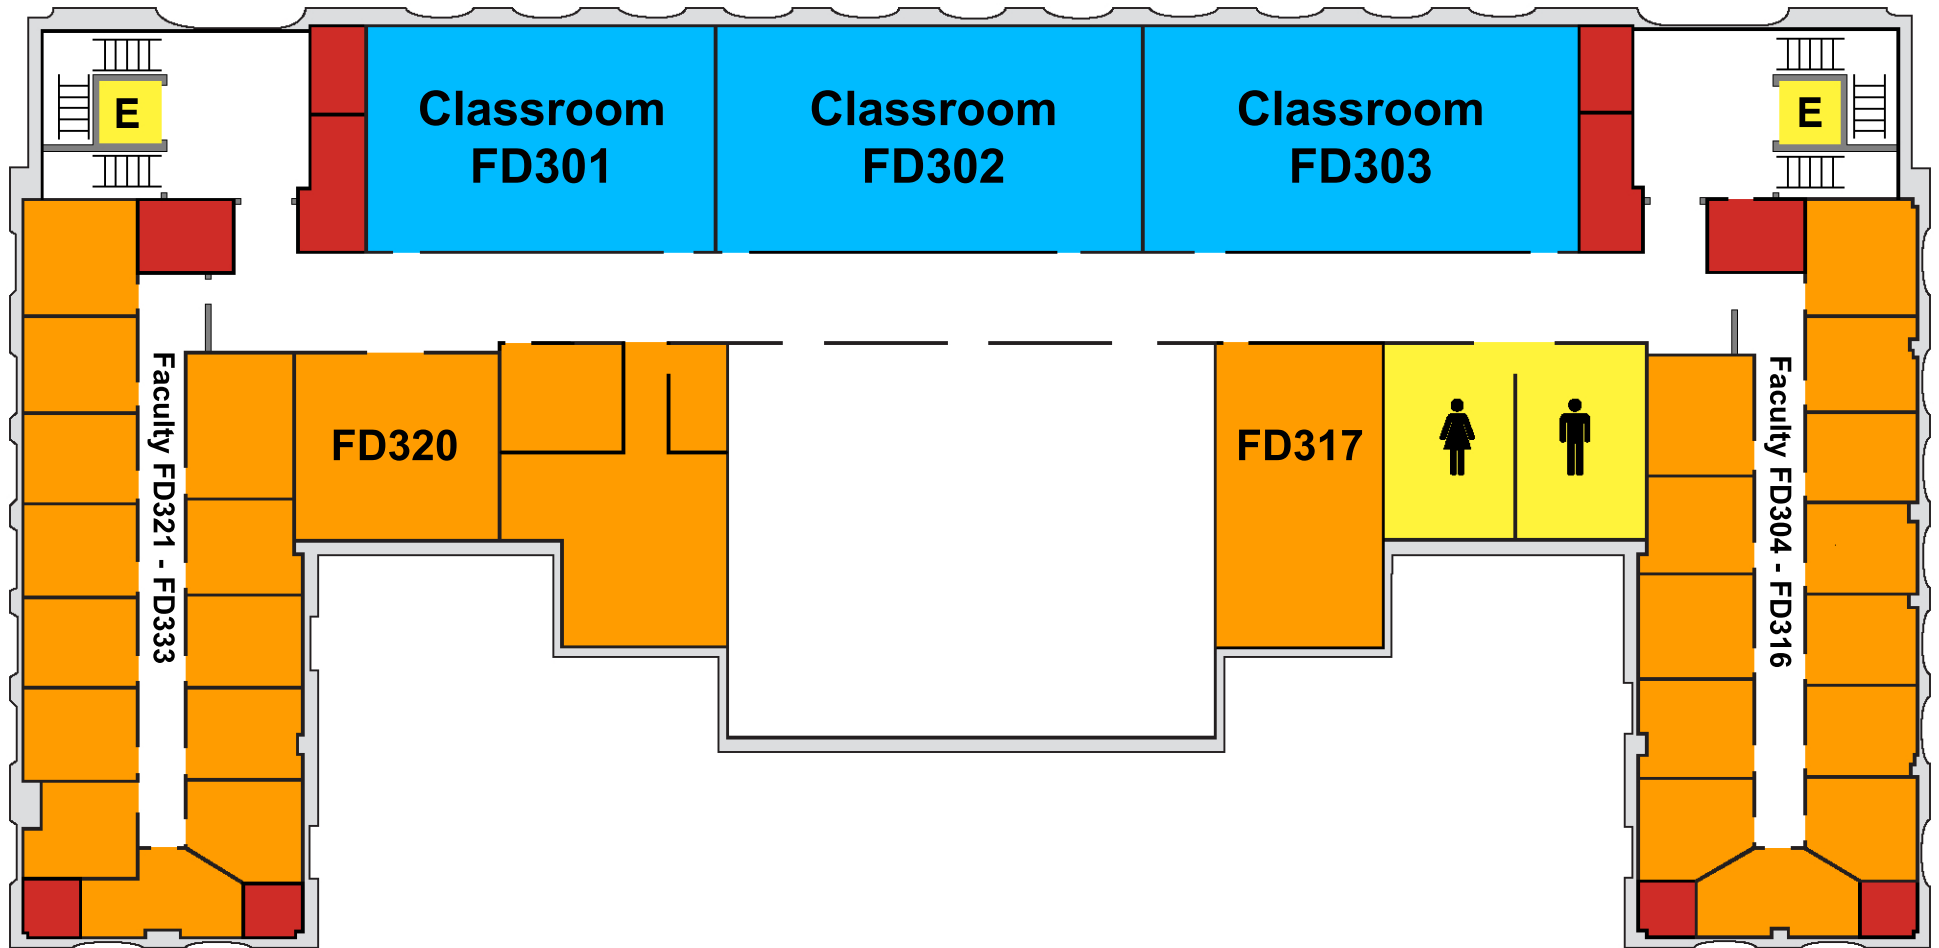 E
Classroom
FD301
Classroom
FD302
Classroom
FD303
E
Faculty FD321 - FD333
FD320
FD317
Faculty FD304 - FD316